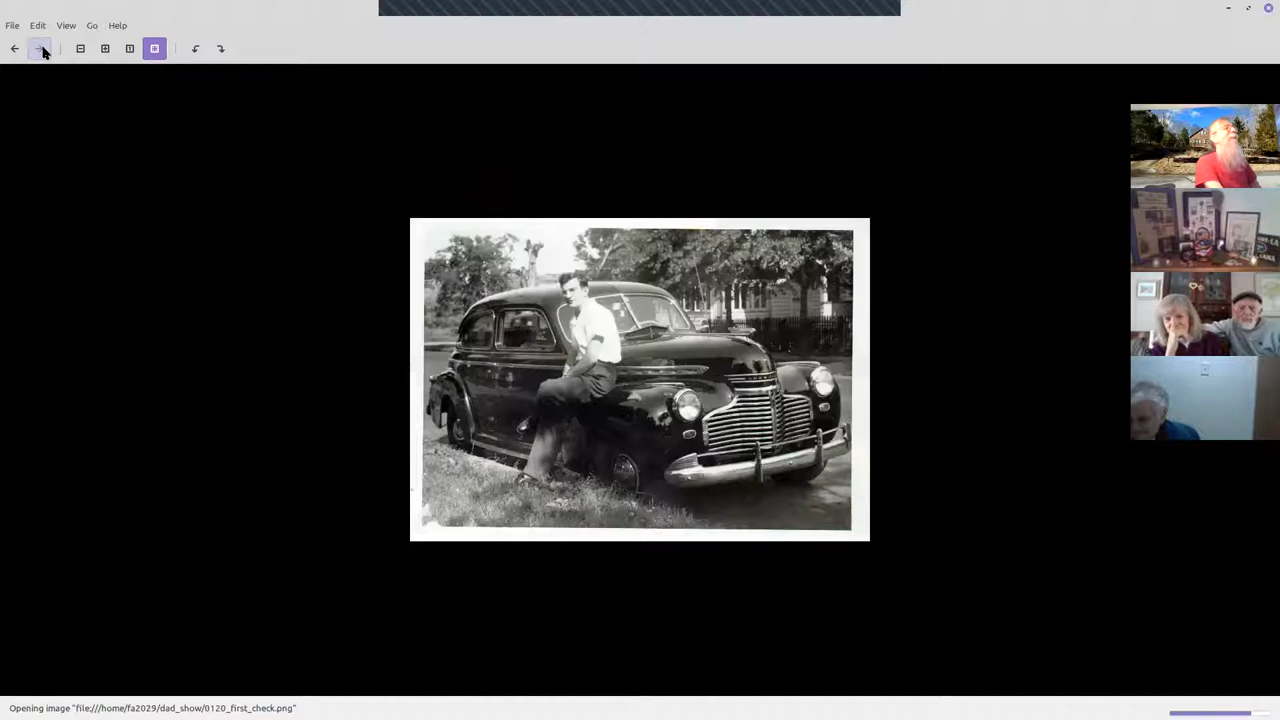 File Edit View Go Help
Opening image "file:///home/fa2029/dad_show/0120_first_check.png"